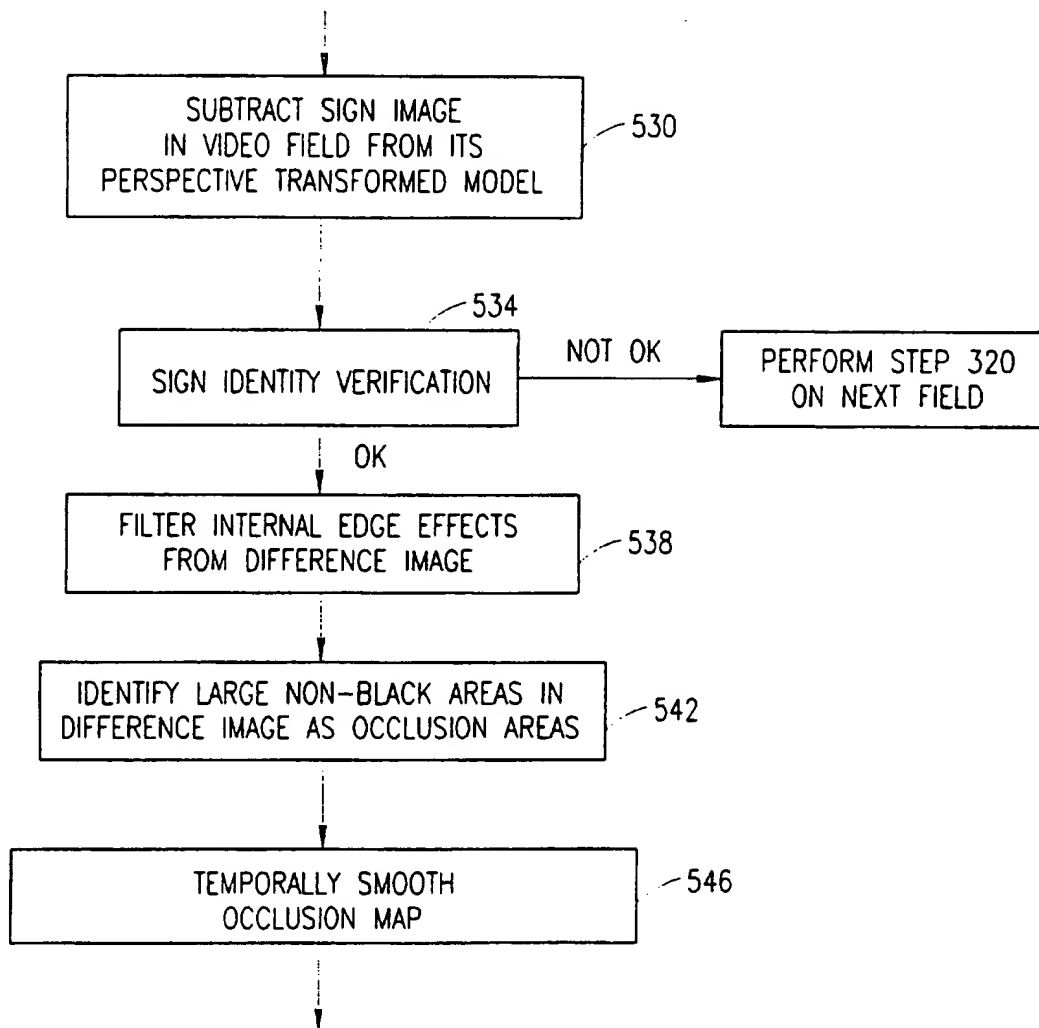 SUBTRACT SIGN IMAGE
IN VIDEO FIELD FROM ITS
PERSPECTIVE TRANSFORMED MODEL
530
534
SIGN IDENTITY VERIFICATION
NOT OK
PERFORM STEP 320
ON NEXT FIELD
OK
FILTER INTERNAL EDGE EFFECTS
FROM DIFFERENCE IMAGE
538
IDENTIFY LARGE NON-BLACK AREAS IN
DIFFERENCE IMAGE AS OCCLUSION AREAS
542
TEMPORALLY SMOOTH
OCCLUSION MAP
546